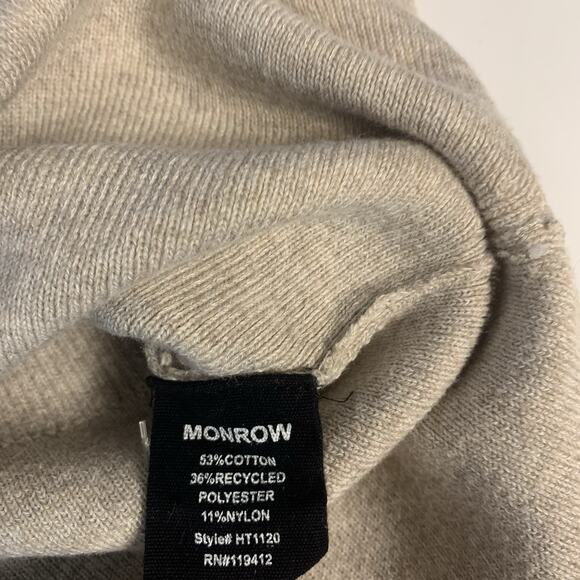 MONROW
53%COTTON
36%RECYCLED
POLYESTER
11%NYLON
Style# HT1120
RN#119412